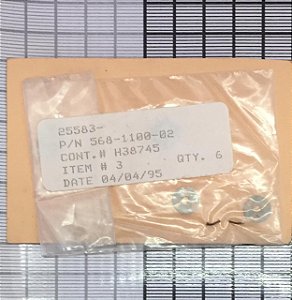 25583-
P/N 568-1100-02
CONT.# H38745
ITEM # 3 QTY. 6
DATE 04/04/95